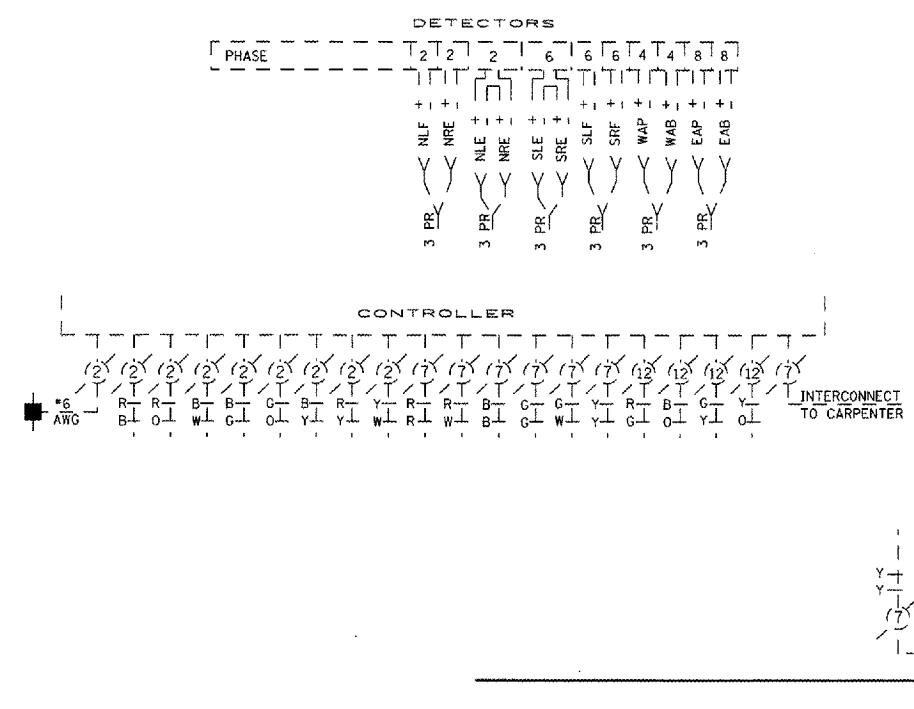 DETECTORS
PHASE 2 2 2 6 6 6 4 4 8 8
+ I + I + I + I + I + I + I + I + I + I + I + I
NLF NRE NLE NRE SLE SRE SLF SRF WAP WAB EAP EAB
3 PR 3 PR 3 PR 3 PR 3 PR 3 PR
CONTROLLER
2 2 2 2 2 2 2 2 2 7 7 7 7 7 7 12 12 12 12 7
#6 R R B B G B R Y R R B G G Y R B G Y INTERCONNECT
AWG B O W G O Y Y W R W B G W Y G O Y O TO CARPENTER
Y
Y
7